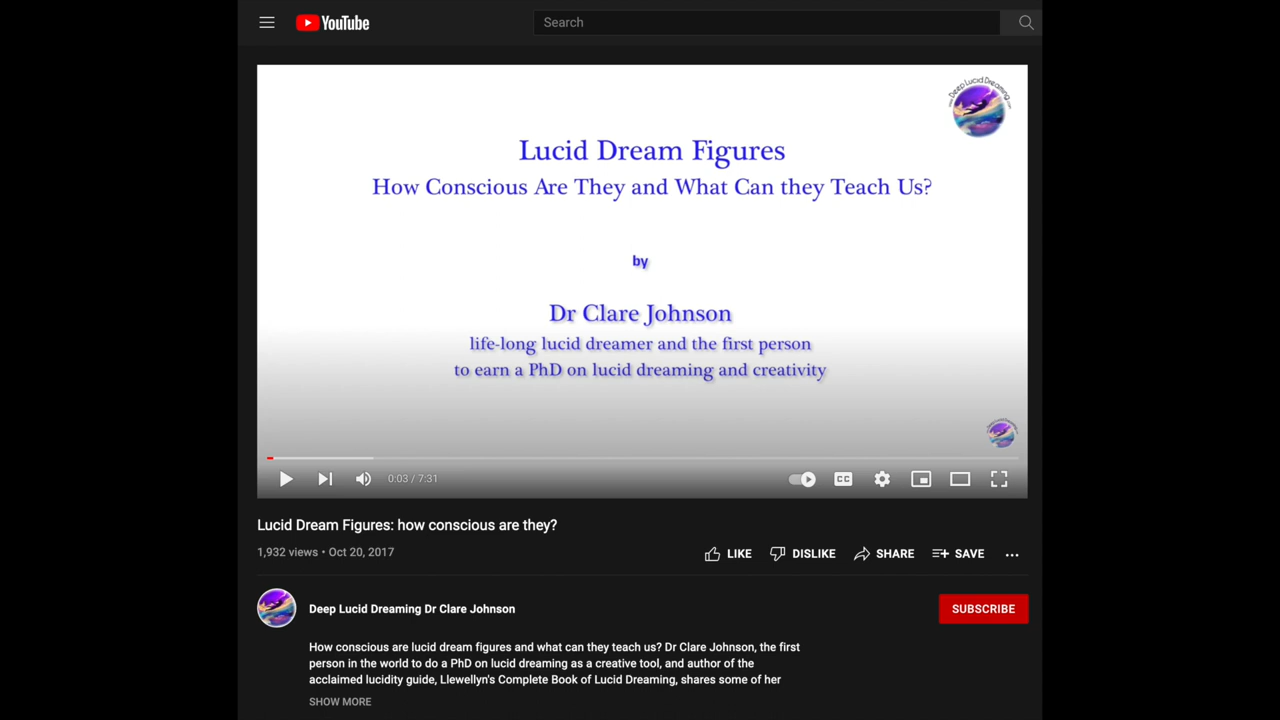 YouTube
Search
www.DeepLucidDreaming.com
Lucid Dream Figures
How Conscious Are They and What Can they Teach Us?
by
Dr Clare Johnson
life-long lucid dreamer and the first person
to earn a PhD on lucid dreaming and creativity
0:03 / 7:31
CC
Lucid Dream Figures: how conscious are they?
1,932 views • Oct 20, 2017
LIKE
DISLIKE
SHARE
SAVE
Deep Lucid Dreaming Dr Clare Johnson
SUBSCRIBE
How conscious are lucid dream figures and what can they teach us? Dr Clare Johnson, the first
person in the world to do a PhD on lucid dreaming as a creative tool, and author of the
acclaimed lucidity guide, Llewellyn's Complete Book of Lucid Dreaming, shares some of her
SHOW MORE